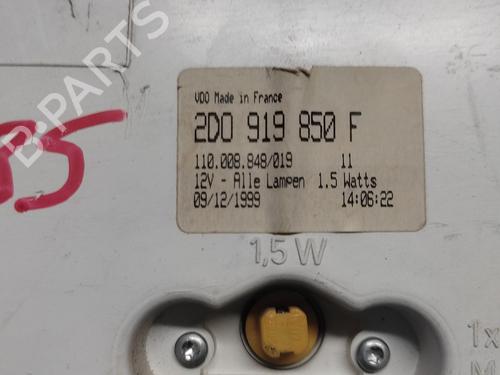 VDO Made in France
2D0 919 850 F
110.008.848/019 11
12V - Alle Lampen 1.5 Watts
09/12/1999 14:06:22
1,5 W
1x
B-Parts